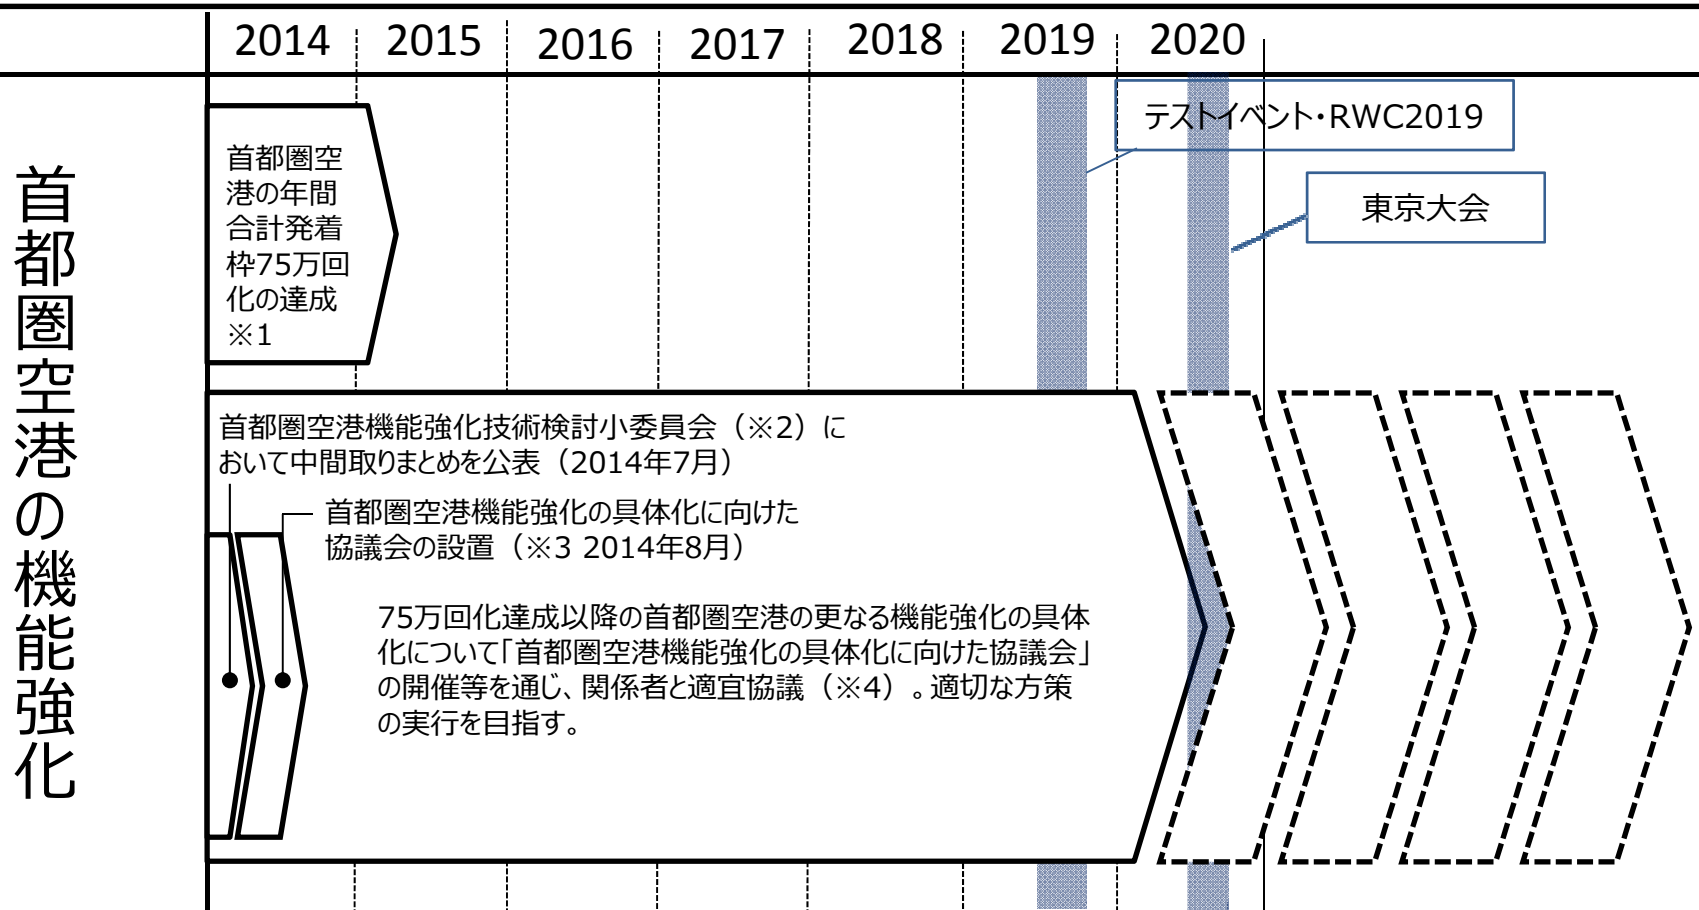 2014 2015 2016 2017 2018 2019 2020
首都圏空港の機能強化
テストイベント・RWC2019
東京大会
首都圏空
港の年間
合計発着
枠75万回
化の達成
※1
首都圏空港機能強化技術検討小委員会（※2）に
おいて中間取りまとめを公表（2014年7月）
首都圏空港機能強化の具体化に向けた
協議会の設置（※3 2014年8月）
75万回化達成以降の首都圏空港の更なる機能強化の具体
化について「首都圏空港機能強化の具体化に向けた協議会」
の開催等を通じ、関係者と適宜協議（※4）。適切な方策
の実行を目指す。